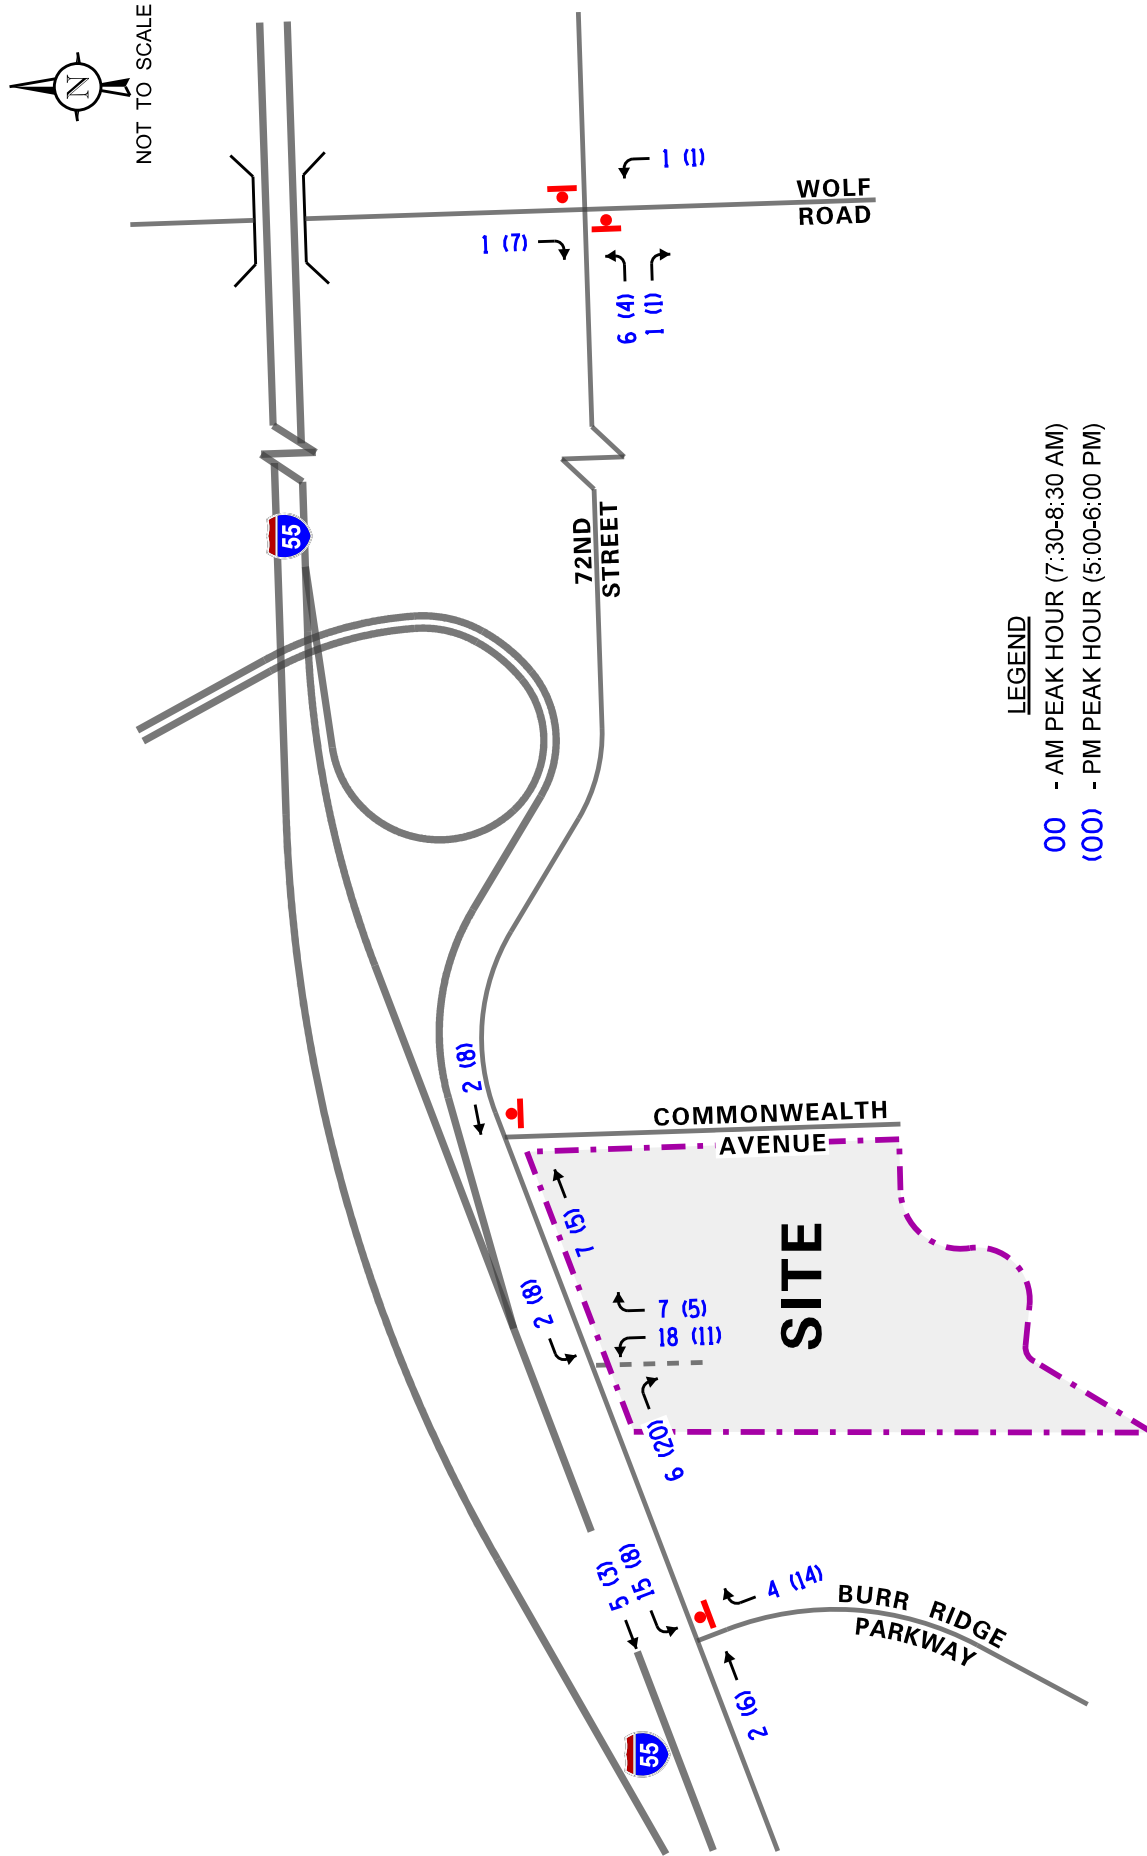 N
NOT TO SCALE
1 (1)
WOLF
ROAD
1 (7)
6 (4)
1 (1)
55
72ND
STREET
LEGEND
00 - AM PEAK HOUR (7:30-8:30 AM)
(00) - PM PEAK HOUR (5:00-6:00 PM)
2 (8)
COMMONWEALTH
AVENUE
7 (5)
SITE
2 (8)
7 (5)
18 (11)
6 (20)
5 (3)
15 (8)
4 (14)
BURR RIDGE
PARKWAY
2 (6)
55